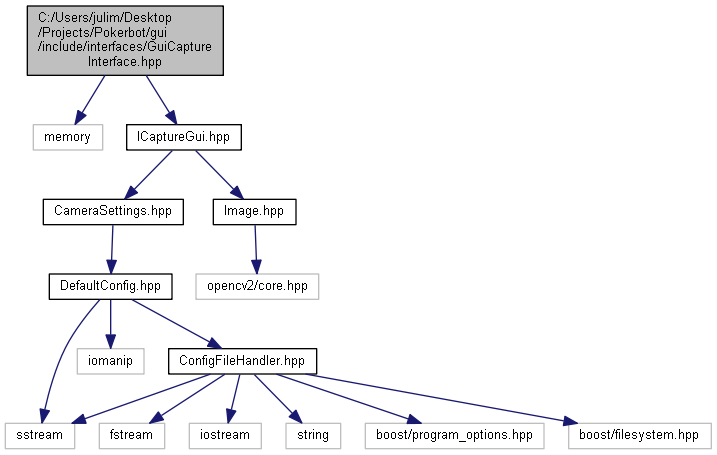 C:/Users/julim/Desktop
/Projects/Pokerbot/gui
/include/interfaces/GuiCapture
Interface.hpp
memory
ICaptureGui.hpp
CameraSettings.hpp
Image.hpp
DefaultConfig.hpp
opencv2/core.hpp
iomanip
ConfigFileHandler.hpp
sstream
fstream
iostream
string
boost/program_options.hpp
boost/filesystem.hpp